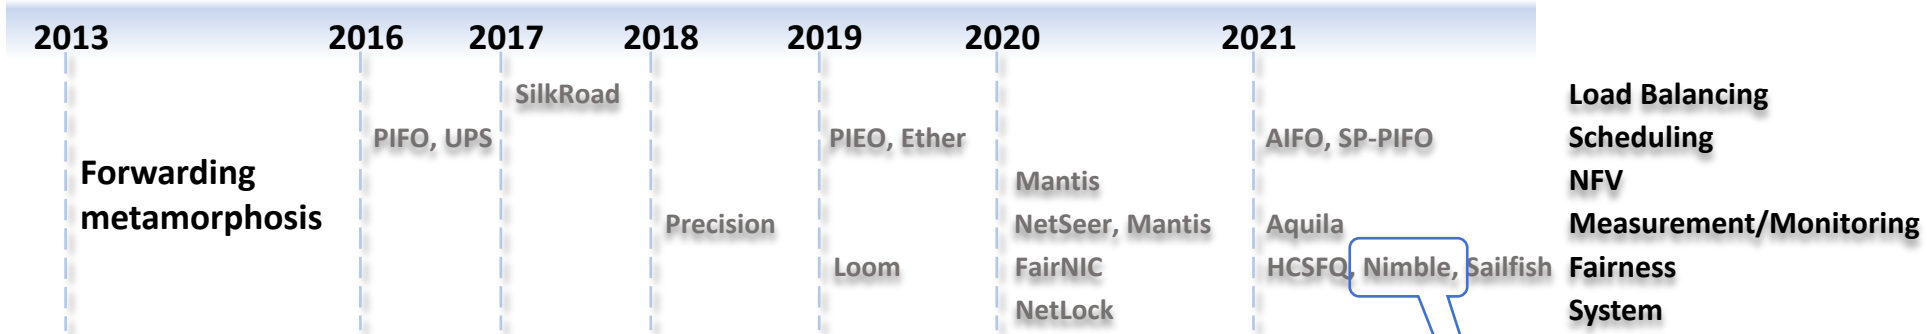 2013 2016 2017 2018 2019 2020 2021
SilkRoad Load Balancing
PIFO, UPS PIEO, Ether AIFO, SP-PIFO Scheduling
Forwarding
Mantis NFV
metamorphosis
Precision NetSeer, Mantis Aquila Measurement/Monitoring
Loom FairNIC HCSFQ, Nimble, Sailfish Fairness
NetLock System